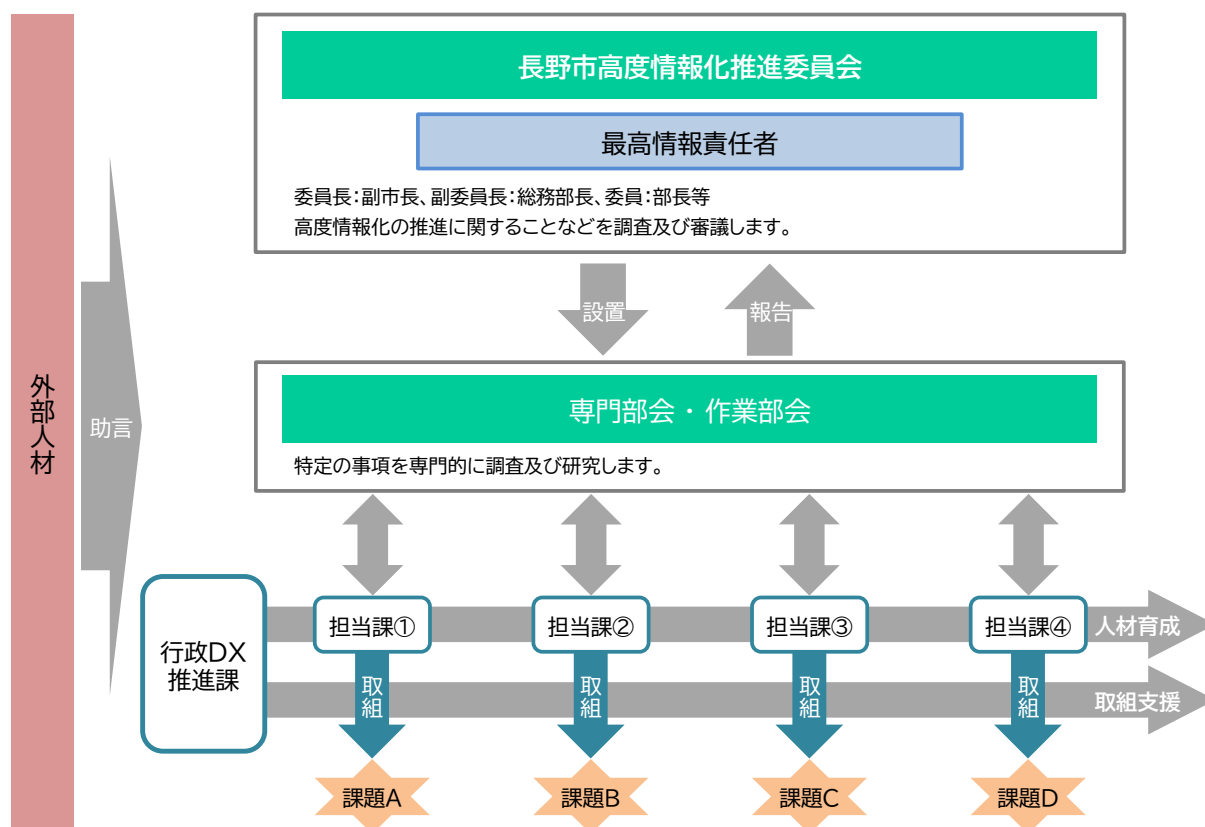 長野市高度情報化推進委員会
最高情報責任者
委員長:副市長、副委員長:総務部長、委員:部長等
高度情報化の推進に関することなどを調査及び審議します。
設置
報告
外部人材
助言
専門部会・作業部会
特定の事項を専門的に調査及び研究します。
行政DX
推進課
担当課①
担当課②
担当課③
担当課④
人材育成
取組
取組
取組
取組
取組支援
課題A
課題B
課題C
課題D